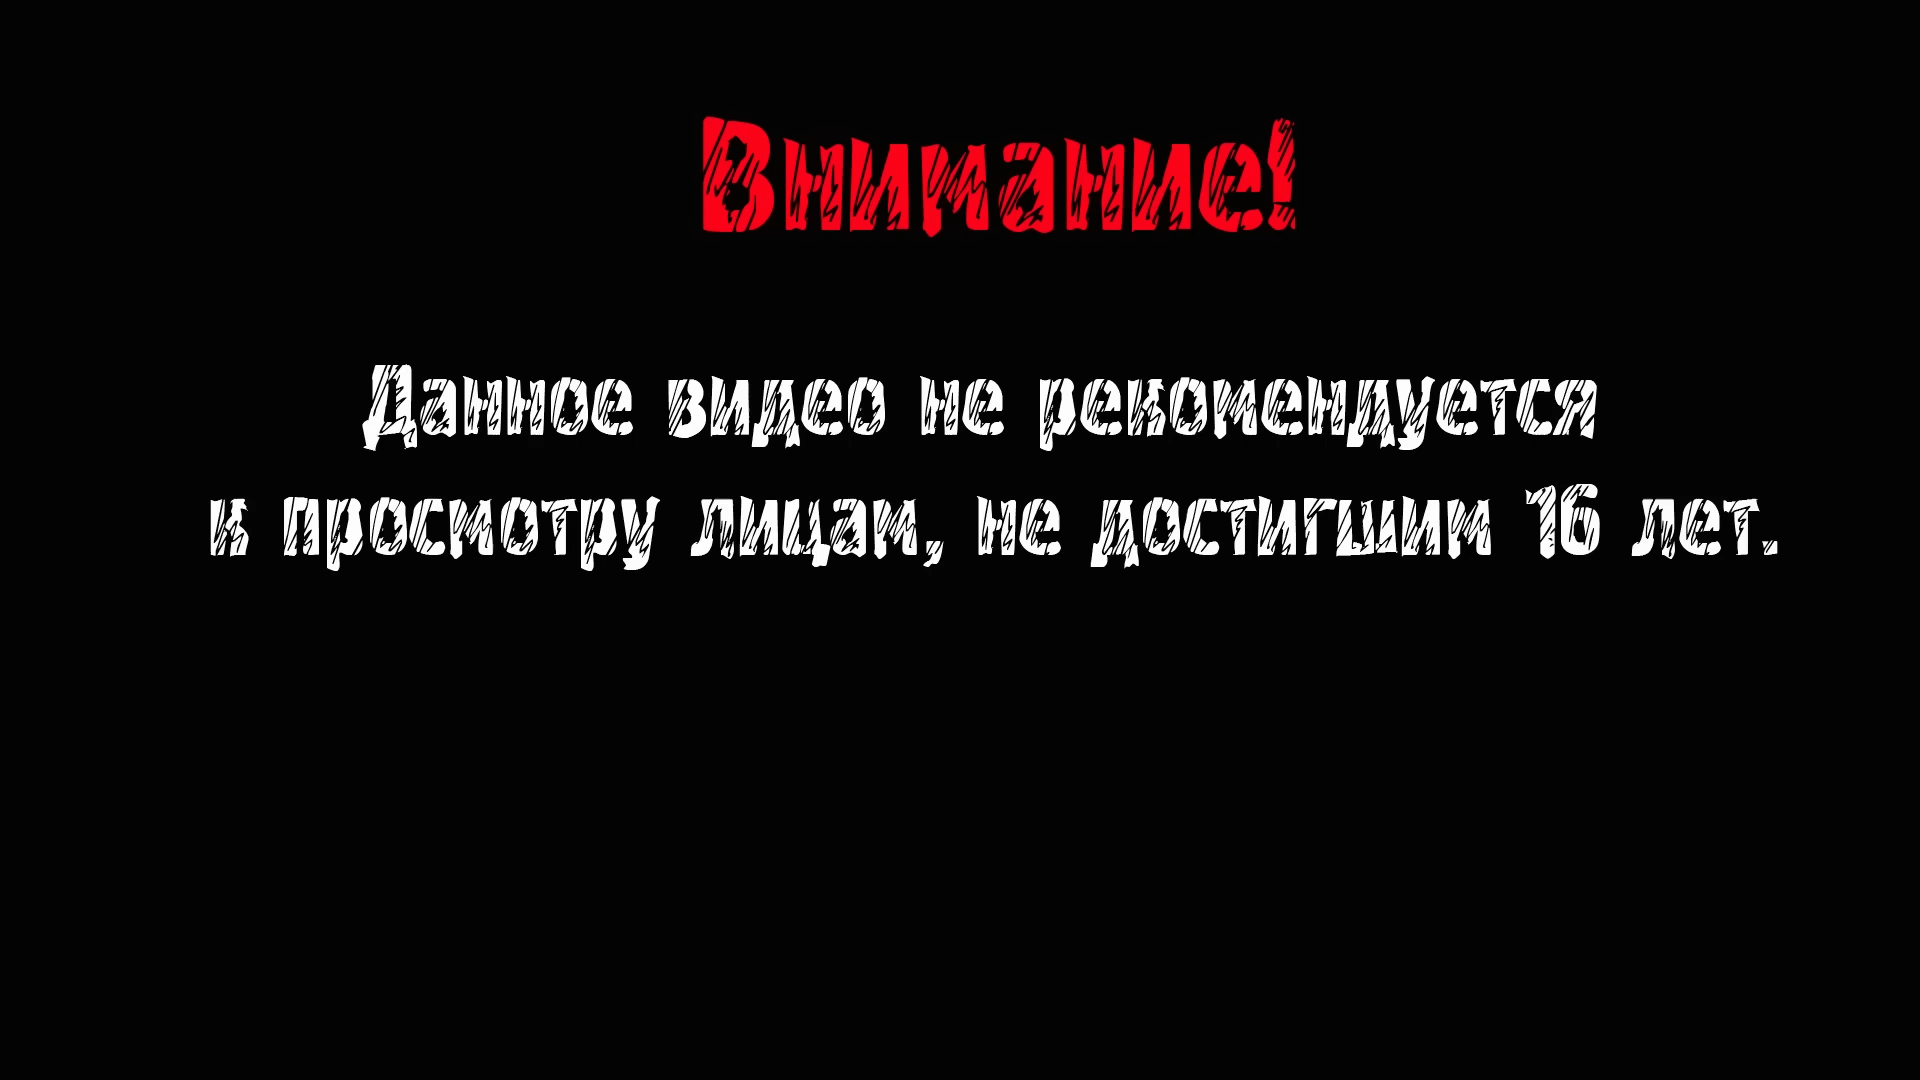 Внимание!
Данное видео не рекомендуется
к просмотру лицам, не достигшим 16 лет.